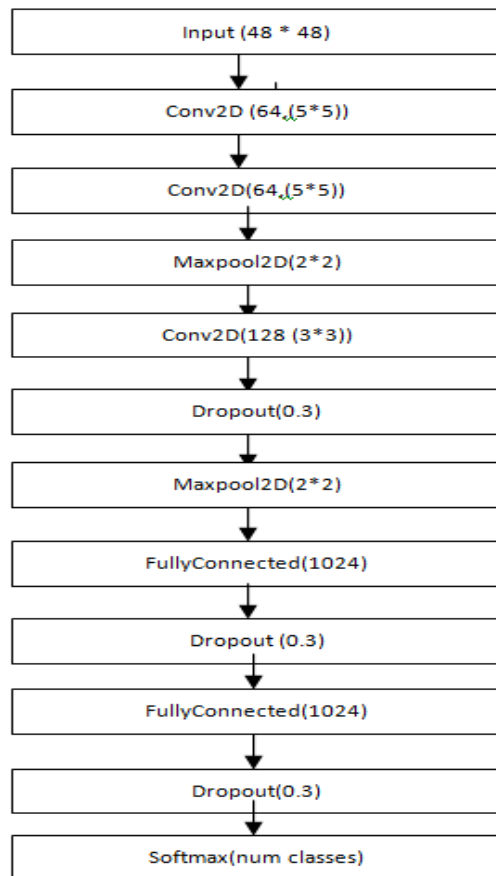 Input (48 * 48)
Conv2D (64,(5*5))
Conv2D(64,(5*5))
Maxpool2D(2*2)
Conv2D(128 (3*3))
Dropout(0.3)
Maxpool2D(2*2)
FullyConnected(1024)
Dropout (0.3)
FullyConnected(1024)
Dropout(0.3)
Softmax(num classes)